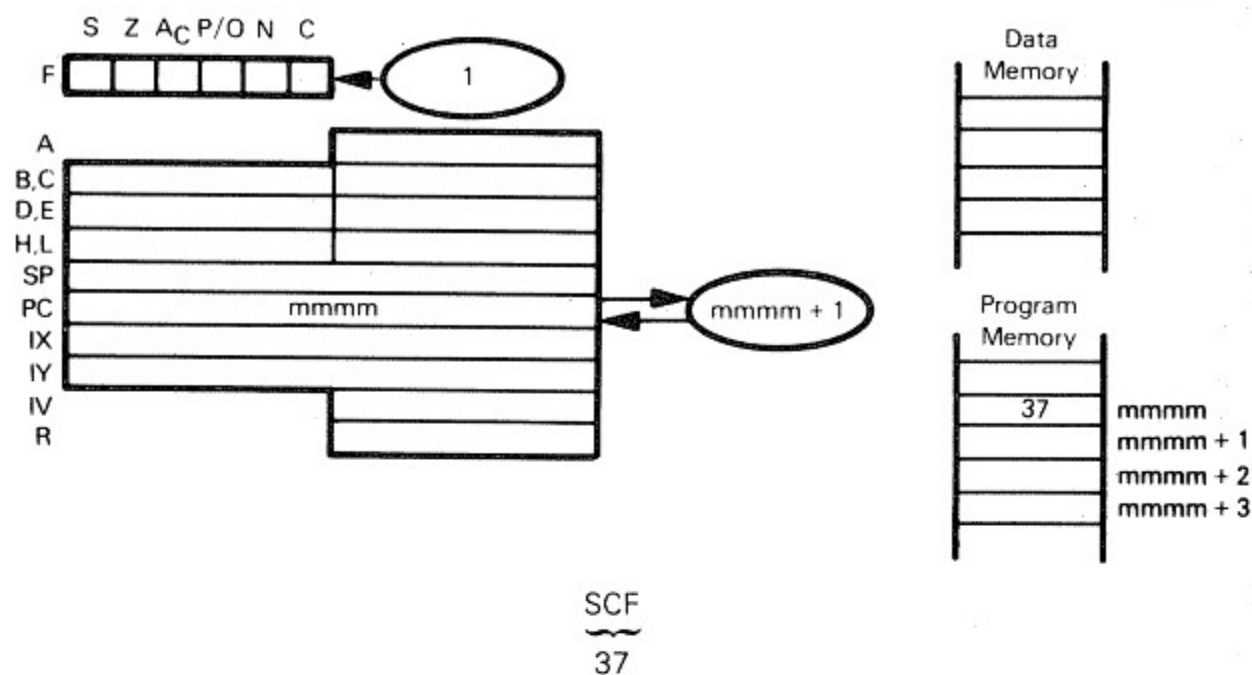 S Z AC P/O N C
F
1
A
B,C
D,E
H,L
SP
PC mmmm
mmmm + 1
IX
IY
IV
R
Data
Memory
Program
Memory
37 mmmm
mmmm + 1
mmmm + 2
mmmm + 3
SCF
37